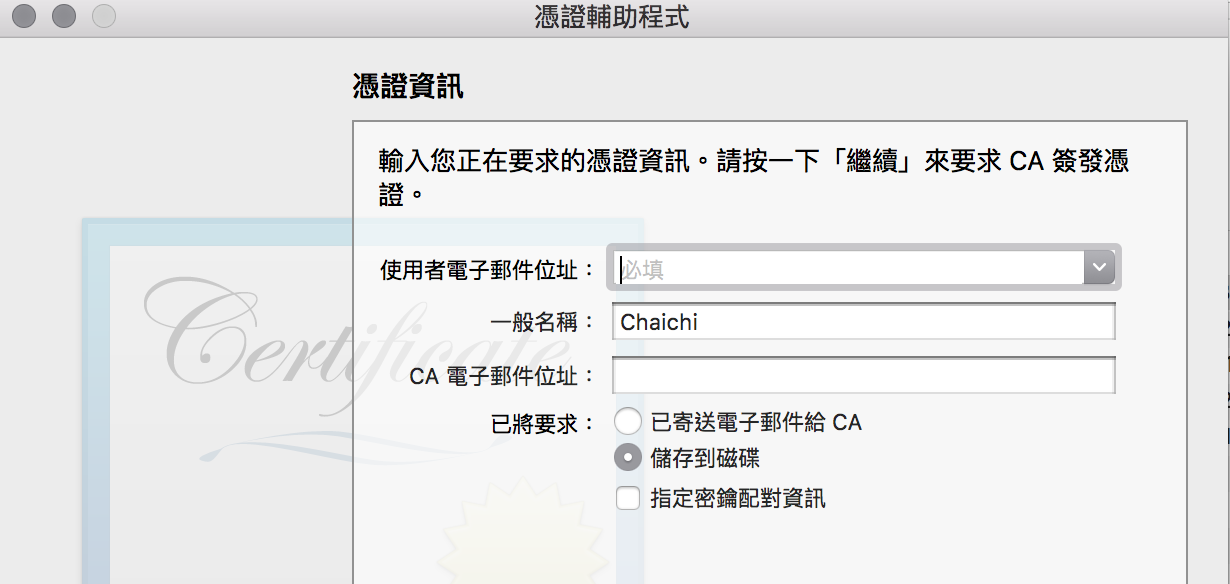 憑證輔助程式
憑證資訊
輸入您正在要求的憑證資訊。請按一下「繼續」來要求 CA 簽發憑
證。
使用者電子郵件位址： 必填
一般名稱： Chaichi
CA 電子郵件位址：
已將要求： 已寄送電子郵件給 CA
儲存到磁碟
指定密鑰配對資訊
Certificate